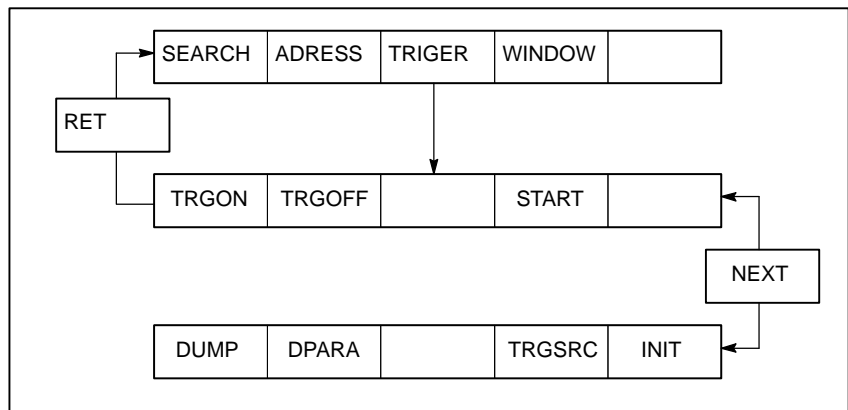 SEARCH ADRESS TRIGER WINDOW
RET
TRGON TRGOFF START
NEXT
DUMP DPARA TRGSRC INIT